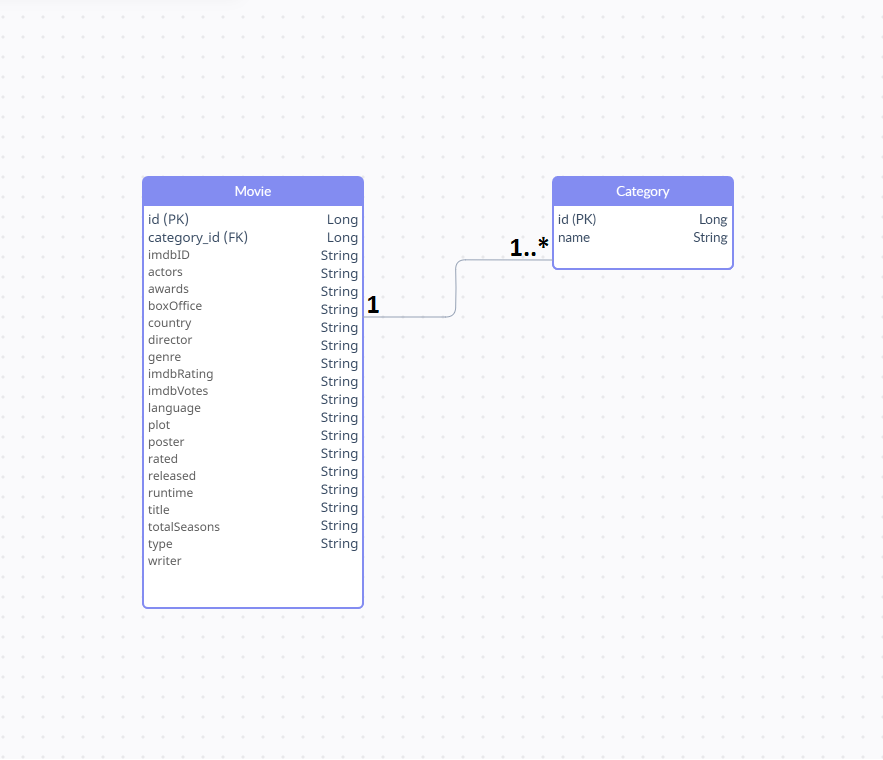 Movie
id (PK) Long
category_id (FK) Long
imdbID String
actors String
awards String
boxOffice String
country String
director String
genre String
imdbRating String
imdbVotes String
language String
plot String
poster String
rated String
released String
runtime String
title String
totalSeasons String
type
writer
1
1..*
Category
id (PK) Long
name String